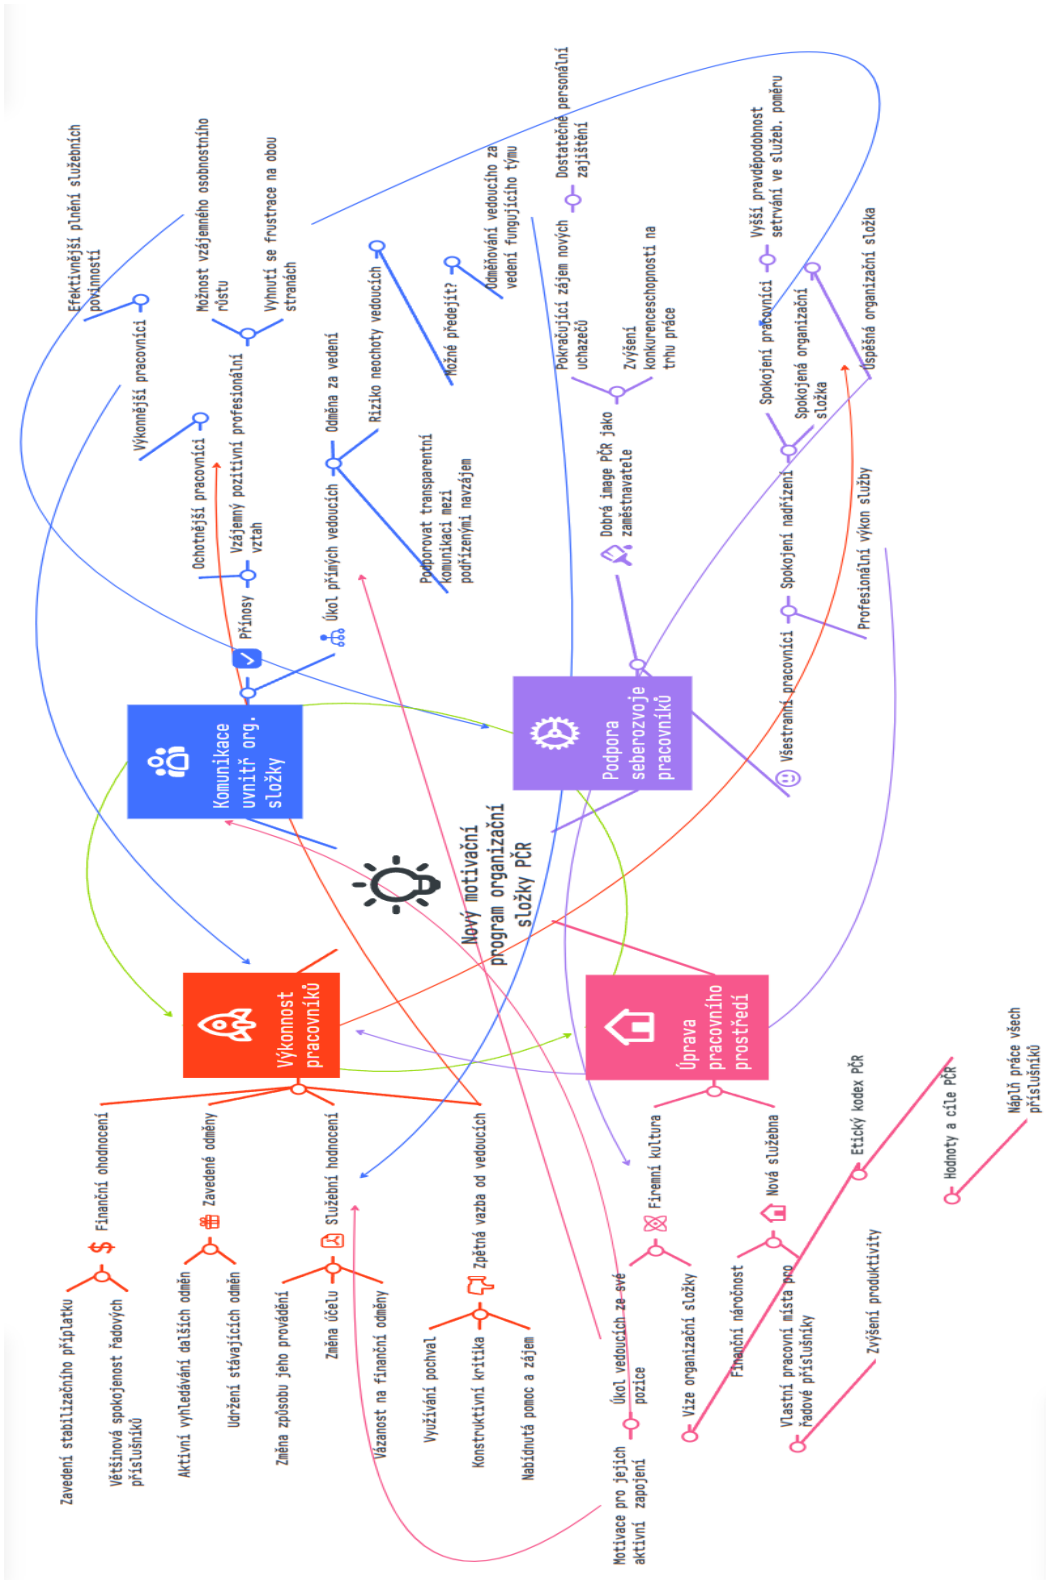 Nový motivační
program organizační
složky PČR
Výkonnost
pracovníků
Finanční ohodnocení
Zavedení stabilizačního příplatku
Většinová spokojenost řadových
příslušníků
Zavedené odměny
Aktivní vyhledávání dalších odměn
Udržení stávajících odměn
Služební hodnocení
Změna způsobu jeho provádění
Změna účelu
Vázanost na finanční odměny
Zpětná vazba od vedoucích
Využívání pochval
Konstruktivní kritika
Nabídnutá pomoc a zájem
Komunikace
uvnitř org.
složky
Přínosy
Ochotnější pracovníci
Výkonnější pracovníci
Efektivnější plnění služebních
povinností
Vzájemný pozitivní profesionální
vztah
Možnost vzájemného osobnostního
růstu
Vyhnutí se frustrace na obou
stranách
Úkol přímých vedoucích
Odměna za vedení
Riziko neochoty vedoucích
Možné předejít?
Odměňování vedoucího za
vedení fungujícího týmu
Podporovat transparentní
komunikaci mezi
podřízenými navzájem
Úprava
pracovního
prostředí
Firemní kultura
Úkol vedoucích ze své
pozice
Motivace pro jejich
aktivní zapojení
Vize organizační složky
Etický kodex PČR
Hodnoty a cíle PČR
Náplň práce všech
příslušníků
Nová služebna
Finanční náročnost
Vlastní pracovní místa pro
řadové příslušníky
Zvýšení produktivity
Podpora
seberozvoje
pracovníků
Dobrá image PČR jako
zaměstnavatele
Pokračující zájem nových
uchazečů
Dostatečné personální
zajištění
Zvýšení
konkurenceschopnosti na
trhu práce
Všestranní pracovníci
Spokojení nadřízení
Spokojení pracovníci
Vyšší pravděpodobnost
setrvání ve služeb. poměru
Spokojená organizační
složka
Úspěšná organizační složka
Profesionální výkon služby